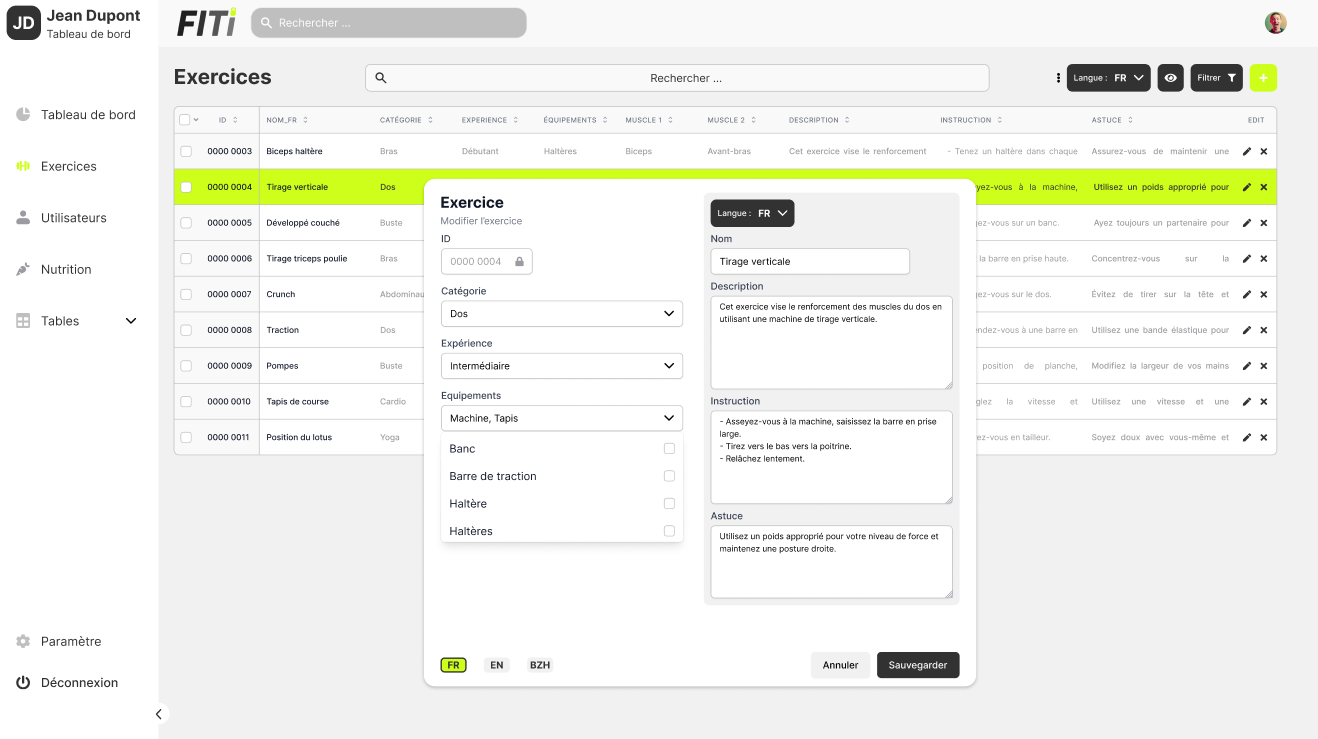 JD
Jean Dupont
Tableau de bord
FITi
Rechercher ...
Tableau de bord
Exercices
Utilisateurs
Nutrition
Tables
Paramètre
Déconnexion
Exercices
Rechercher ...
Langue : FR
Filtrer
+
ID NOM_FR CATÉGORIE EXPERIENCE ÉQUIPEMENTS MUSCLE 1 MUSCLE 2 DESCRIPTION INSTRUCTION ASTUCE EDIT
0000 0003 Biceps haltère Bras Débutant Haltères Biceps Avant-bras Cet exercice vise le renforcement - Tenez un haltère dans chaque Assurez-vous de maintenir une
0000 0004 Tirage verticale Dos à la machine, Utilisez un poids approprié pour
0000 0005 Développé couché Buste sur un banc. Ayez toujours un partenaire pour
0000 0006 Tirage triceps poulie Bras la barre en prise haute. Concentrez-vous sur la
0000 0007 Crunch sur le dos. Évitez de tirer sur la tête et
0000 0008 Traction Dos à une barre en Utilisez une bande élastique pour
0000 0009 Pompes Buste position de planche, Modifiez la largeur de vos mains
0000 0010 Tapis de course Cardio la vitesse et Utilisez une vitesse et une
0000 0011 Position du lotus Yoga en tailleur. Soyez doux avec vous-même et
Exercice
Modifier l'exercice
ID
0000 0004
Catégorie
Dos
Expérience
Intermédiaire
Equipements
Machine, Tapis
Banc
Barre de traction
Haltère
Haltères
Langue : FR
Nom
Tirage verticale
Description
Cet exercice vise le renforcement des muscles du dos en
utilisant une machine de tirage verticale.
Instruction
- Asseyez-vous à la machine, saisissez la barre en prise
large.
- Tirez vers le bas vers la poitrine.
- Relâchez lentement.
Astuce
Utilisez un poids approprié pour votre niveau de force et
maintenez une posture droite.
FR EN BZH
Annuler Sauvegarder